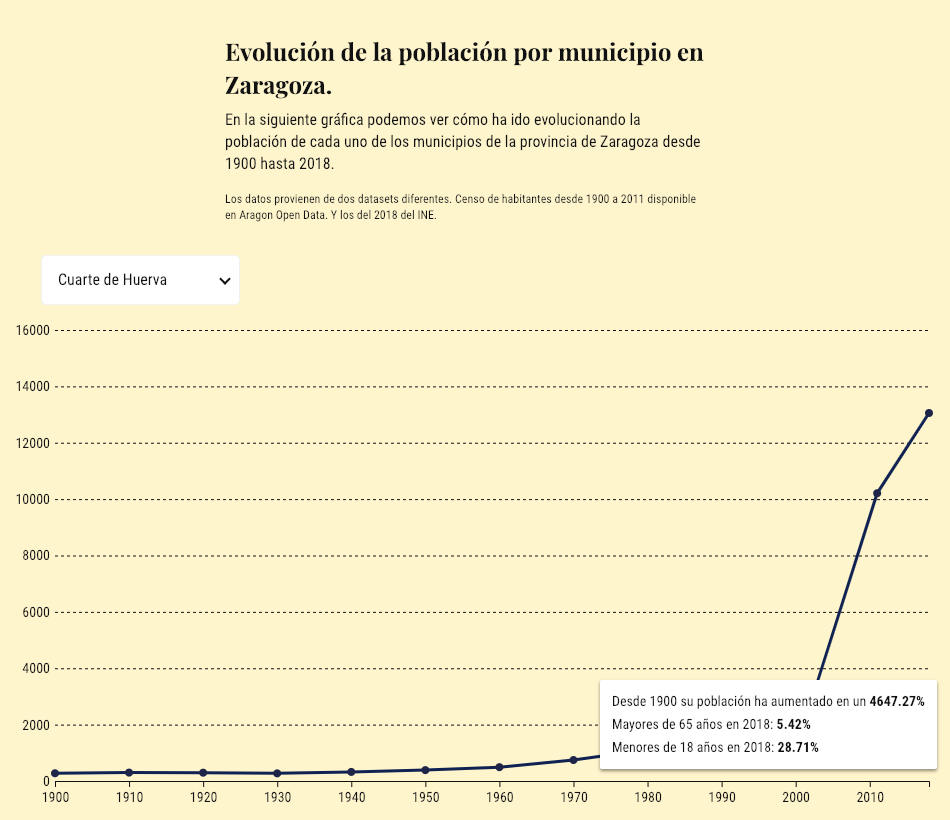 Evolución de la población por municipio en
Zaragoza.
En la siguiente gráfica podemos ver cómo ha ido evolucionando la
población de cada uno de los municipios de la provincia de Zaragoza desde
1900 hasta 2018.
Los datos provienen de dos datasets diferentes. Censo de habitantes desde 1900 a 2011 disponible
en Aragon Open Data. Y los del 2018 del INE.
Cuarte de Huerva
16000
14000
12000
10000
8000
6000
4000
2000
0
Desde 1900 su población ha aumentado en un 4647.27%
Mayores de 65 años en 2018: 5.42%
Menores de 18 años en 2018: 28.71%
1900 1910 1920 1930 1940 1950 1960 1970 1980 1990 2000 2010